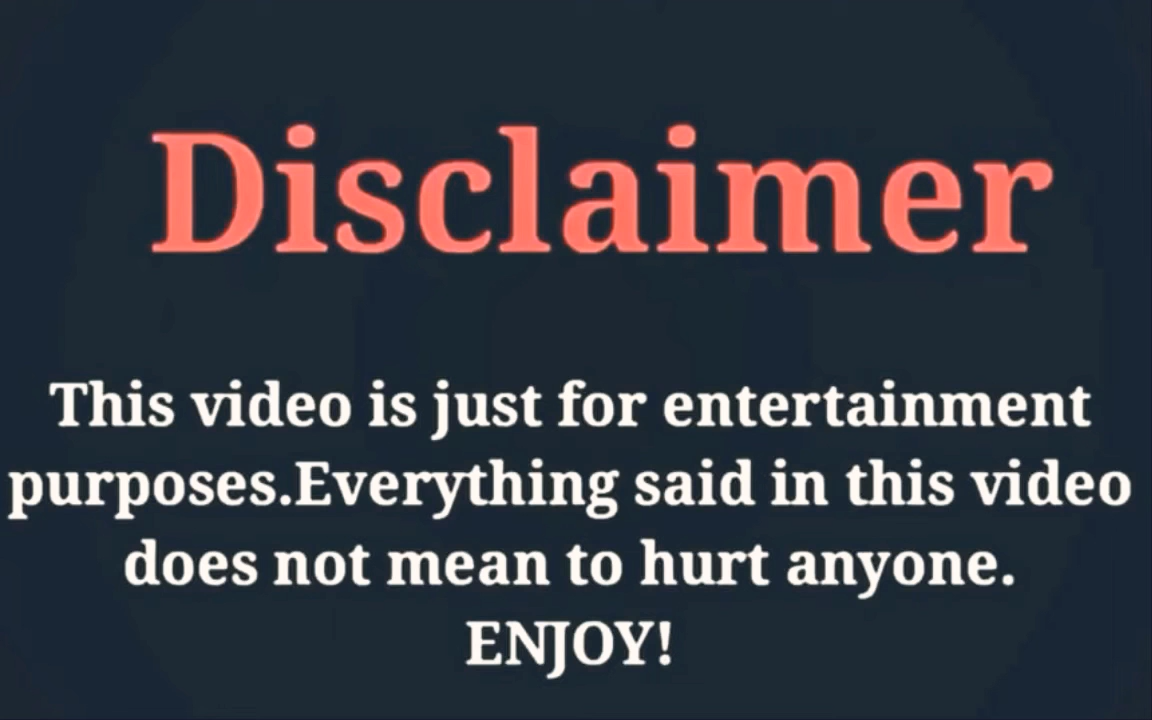 Disclaimer
This video is just for entertainment
purposes.Everything said in this video
does not mean to hurt anyone.
ENJOY!